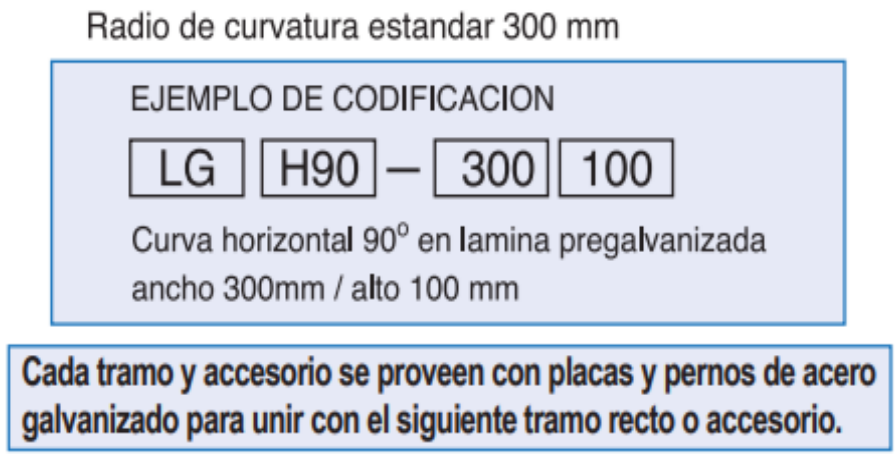 Radio de curvatura estandar 300 mm
EJEMPLO DE CODIFICACION
LG H90 – 300 100
Curva horizontal 90° en lamina pregalvanizada
ancho 300mm / alto 100 mm
Cada tramo y accesorio se proveen con placas y pernos de acero
galvanizado para unir con el siguiente tramo recto o accesorio.